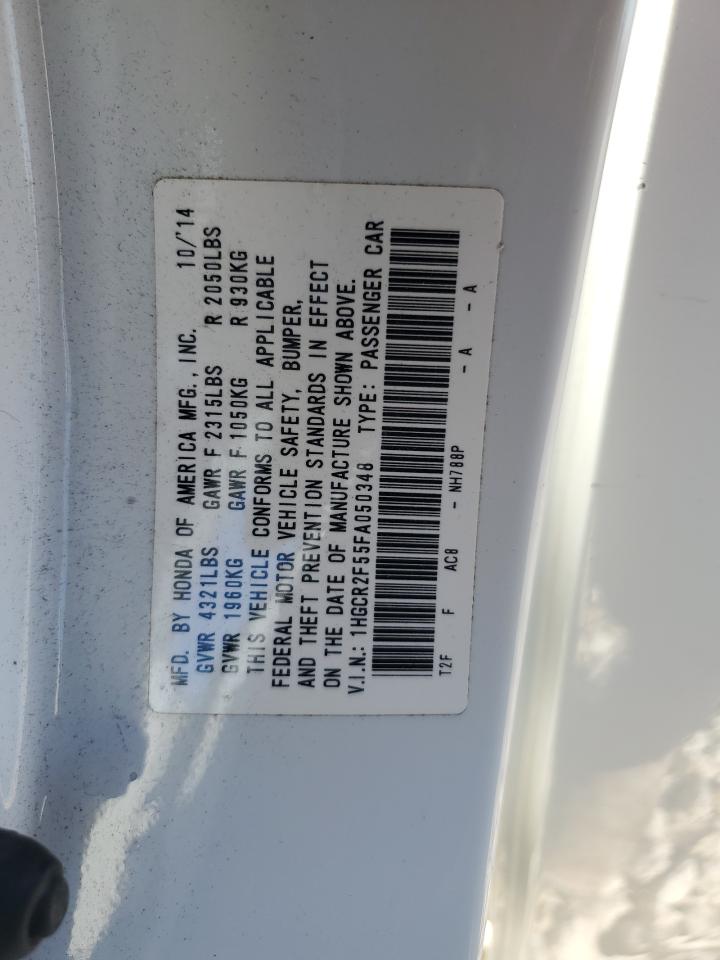 MFD. BY HONDA OF AMERICA MFG., INC. 10/'14
GVWR 4321LBS GAWR F 2315LBS R 2050LBS
GVWR 1960KG GAWR F 1050KG R 930KG
THIS VEHICLE CONFORMS TO ALL APPLICABLE
FEDERAL MOTOR VEHICLE SAFETY, BUMPER,
AND THEFT PREVENTION STANDARDS IN EFFECT
ON THE DATE OF MANUFACTURE SHOWN ABOVE.
V.I.N.: 1HGCR2F55FA050348 TYPE: PASSENGER CAR
T2F F AC8 - NH788P - A - A